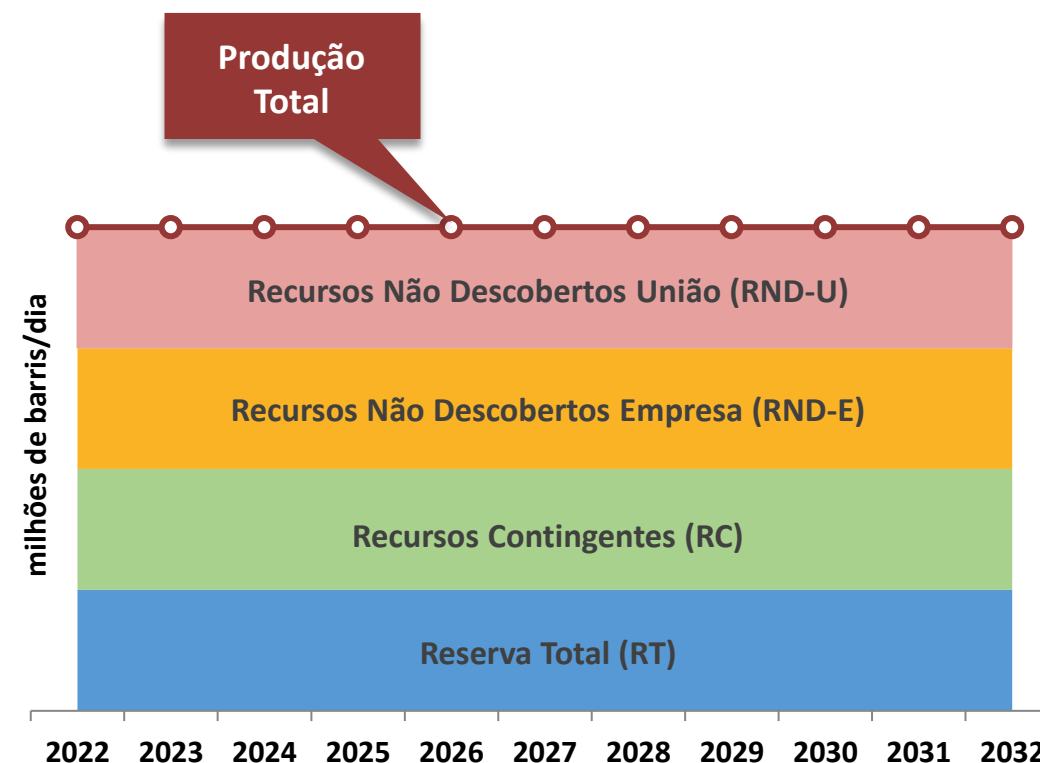 Produção
Total
milhões de barris/dia
Recursos Não Descobertos União (RND-U)
Recursos Não Descobertos Empresa (RND-E)
Recursos Contingentes (RC)
Reserva Total (RT)
2022 2023 2024 2025 2026 2027 2028 2029 2030 2031 2032